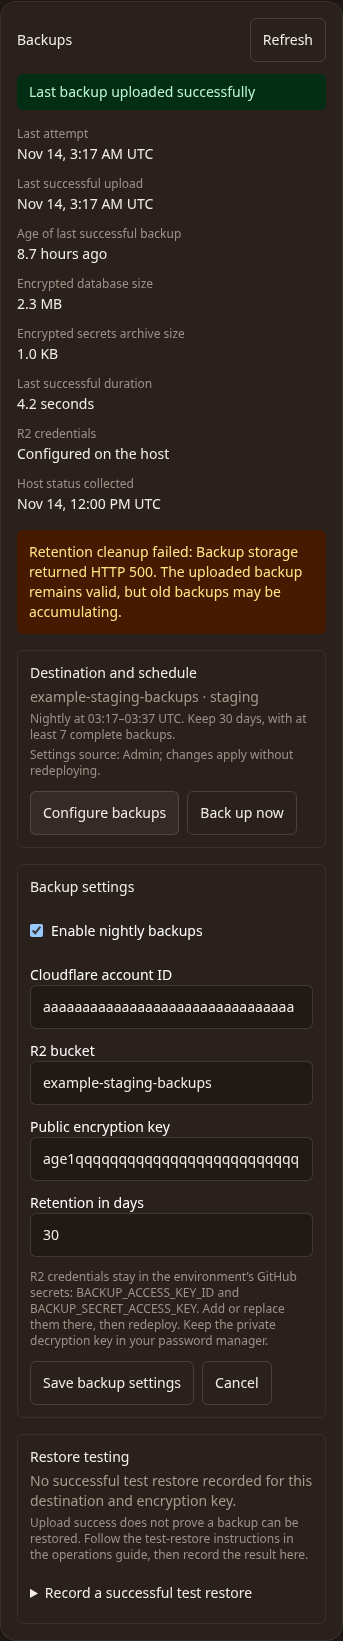 Backups
Refresh
Last backup uploaded successfully
Last attempt
Nov 14, 3:17 AM UTC
Last successful upload
Nov 14, 3:17 AM UTC
Age of last successful backup
8.7 hours ago
Encrypted database size
2.3 MB
Encrypted secrets archive size
1.0 KB
Last successful duration
4.2 seconds
R2 credentials
Configured on the host
Host status collected
Nov 14, 12:00 PM UTC
Retention cleanup failed: Backup storage
returned HTTP 500. The uploaded backup
remains valid, but old backups may be
accumulating.
Destination and schedule
example-staging-backups · staging
Nightly at 03:17–03:37 UTC. Keep 30 days, with at
least 7 complete backups.
Settings source: Admin; changes apply without
redeploying.
Configure backups
Back up now
Backup settings
Enable nightly backups
Cloudflare account ID
aaaaaaaaaaaaaaaaaaaaaaaaaaaaaaaa
R2 bucket
example-staging-backups
Public encryption key
age1qqqqqqqqqqqqqqqqqqqqqqqqqq
Retention in days
30
R2 credentials stay in the environment’s GitHub
secrets: BACKUP_ACCESS_KEY_ID and
BACKUP_SECRET_ACCESS_KEY. Add or replace
them there, then redeploy. Keep the private
decryption key in your password manager.
Save backup settings
Cancel
Restore testing
No successful test restore recorded for this
destination and encryption key.
Upload success does not prove a backup can be
restored. Follow the test-restore instructions in
the operations guide, then record the result here.
Record a successful test restore